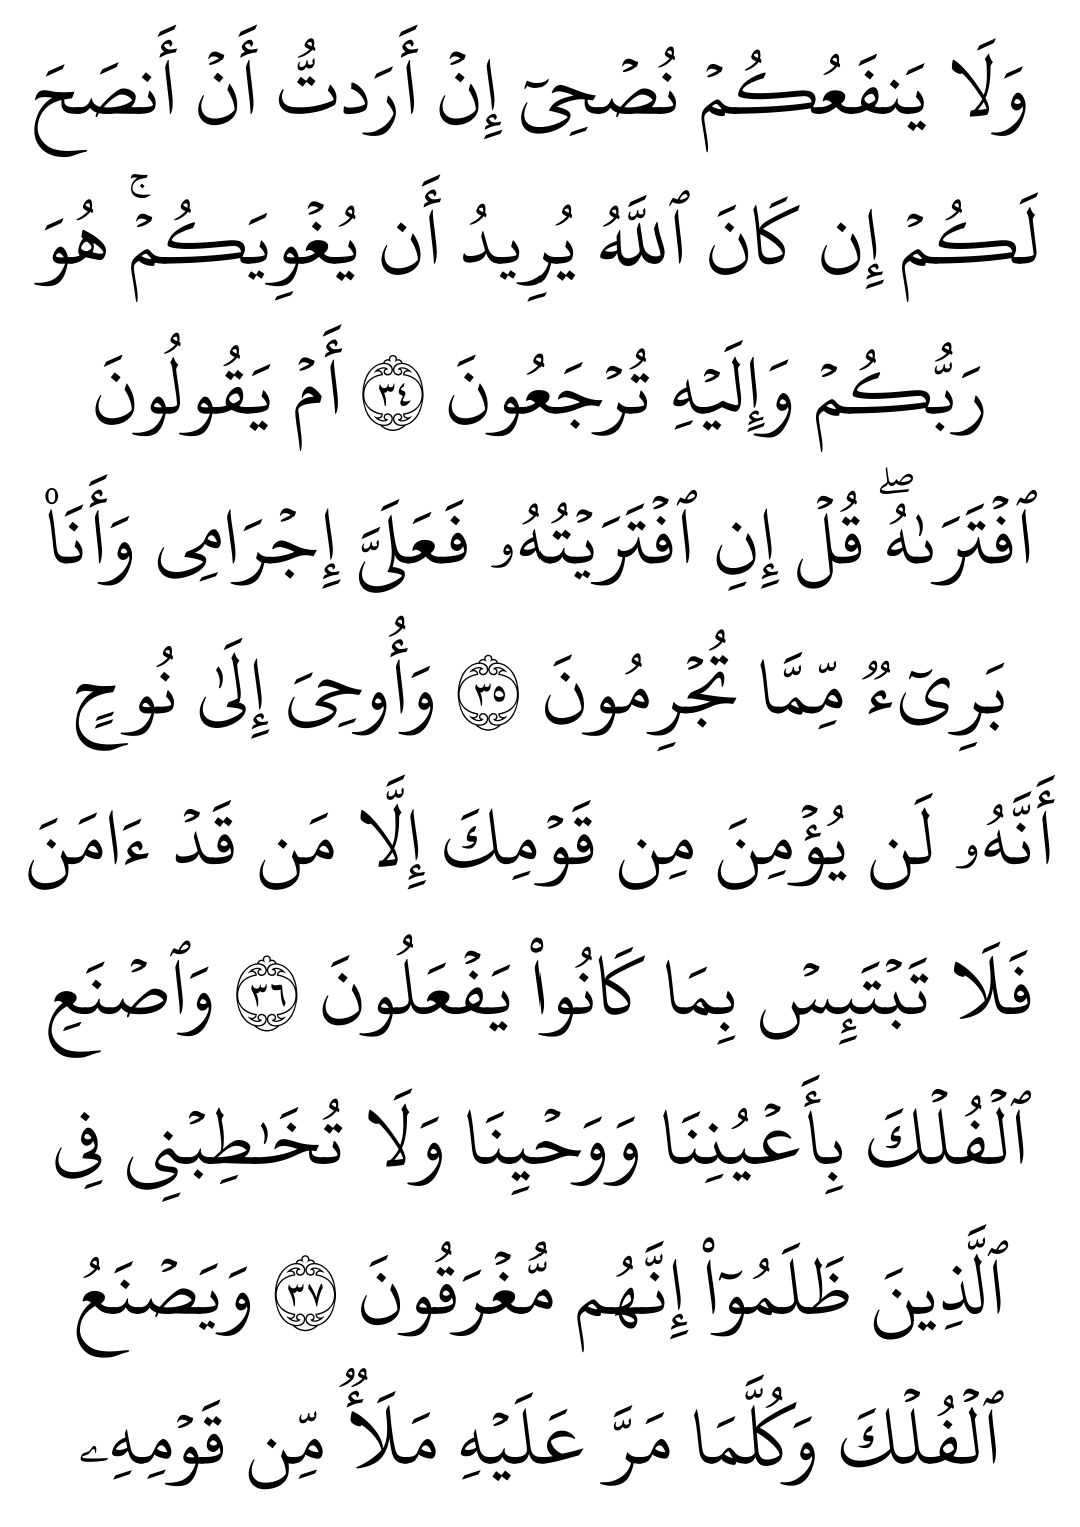 وَلَا يَنفَعُكُمۡ نُصۡحِيٓ إِنۡ أَرَدتُّ أَنۡ أَنصَحَ
لَكُمۡ إِن كَانَ ٱللَّهُ يُرِيدُ أَن يُغۡوِيَكُمۡۚ هُوَ
رَبُّكُمۡ وَإِلَيۡهِ تُرۡجَعُونَ ٣٤ أَمۡ يَقُولُونَ
ٱفۡتَرَىٰهُۖ قُلۡ إِنِ ٱفۡتَرَيۡتُهُۥ فَعَلَيَّ إِجۡرَامِي وَأَنَا۠
بَرِيٓءٞ مِّمَّا تُجۡرِمُونَ ٣٥ وَأُوحِيَ إِلَىٰ نُوحٍ
أَنَّهُۥ لَن يُؤۡمِنَ مِن قَوۡمِكَ إِلَّا مَن قَدۡ ءَامَنَ
فَلَا تَبۡتَئِسۡ بِمَا كَانُواْ يَفۡعَلُونَ ٣٦ وَٱصۡنَعِ
ٱلۡفُلۡكَ بِأَعۡيُنِنَا وَوَحۡيِنَا وَلَا تُخَٰطِبۡنِي فِي
ٱلَّذِينَ ظَلَمُوٓاْ إِنَّهُم مُّغۡرَقُونَ ٣٧ وَيَصۡنَعُ
ٱلۡفُلۡكَ وَكُلَّمَا مَرَّ عَلَيۡهِ مَلَأٞ مِّن قَوۡمِهِۦ